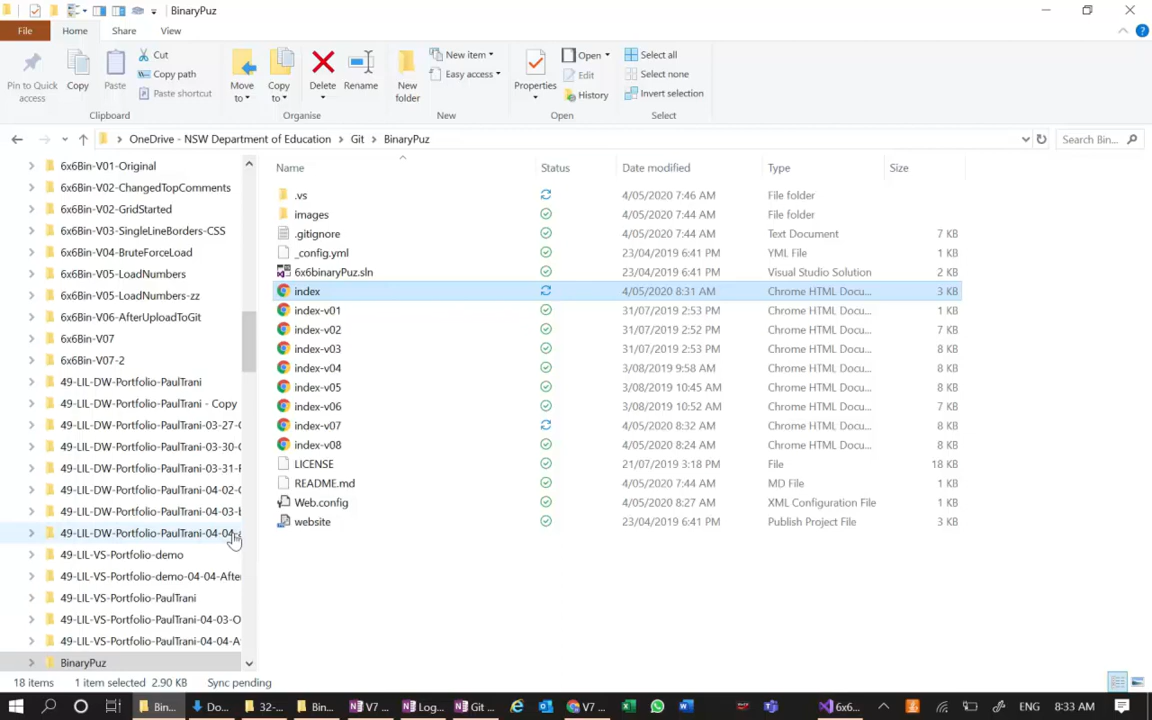 BinaryPuz
File Home Share View
Pin to Quick access
Copy
Paste
Cut
Copy path
Paste shortcut
Move to
Copy to
Delete
Rename
New folder
New item
Easy access
Properties
Open
Edit
History
Select all
Select none
Invert selection
Clipboard Organise New Open Select
OneDrive - NSW Department of Education > Git > BinaryPuz
Search Bin...
Name Status Date modified Type Size
6x6Bin-V01-Original
6x6Bin-V02-ChangedTopComments
6x6Bin-V02-GridStarted
6x6Bin-V03-SingleLineBorders-CSS
6x6Bin-V04-BruteForceLoad
6x6Bin-V05-LoadNumbers
6x6Bin-V05-LoadNumbers-zz
6x6Bin-V06-AfterUploadToGit
6x6Bin-V07
6x6Bin-V07-2
49-LIL-DW-Portfolio-PaulTrani
49-LIL-DW-Portfolio-PaulTrani - Copy
49-LIL-DW-Portfolio-PaulTrani-03-27-
49-LIL-DW-Portfolio-PaulTrani-03-30-
49-LIL-DW-Portfolio-PaulTrani-03-31-
49-LIL-DW-Portfolio-PaulTrani-04-02-
49-LIL-DW-Portfolio-PaulTrani-04-03-
49-LIL-DW-Portfolio-PaulTrani-04-04-
49-LIL-VS-Portfolio-demo
49-LIL-VS-Portfolio-demo-04-04-Afte
49-LIL-VS-Portfolio-PaulTrani
49-LIL-VS-Portfolio-PaulTrani-04-03-O
49-LIL-VS-Portfolio-PaulTrani-04-04-A
BinaryPuz
.vs 4/05/2020 7:46 AM File folder
images 4/05/2020 7:44 AM File folder
.gitignore 4/05/2020 7:44 AM Text Document 7 KB
_config.yml 23/04/2019 6:41 PM YML File 1 KB
6x6binaryPuz.sln 23/04/2019 6:41 PM Visual Studio Solution 2 KB
index 4/05/2020 8:31 AM Chrome HTML Docu... 3 KB
index-v01 31/07/2019 2:53 PM Chrome HTML Docu... 1 KB
index-v02 31/07/2019 2:52 PM Chrome HTML Docu... 7 KB
index-v03 31/07/2019 2:53 PM Chrome HTML Docu... 8 KB
index-v04 3/08/2019 9:58 AM Chrome HTML Docu... 8 KB
index-v05 3/08/2019 10:45 AM Chrome HTML Docu... 8 KB
index-v06 3/08/2019 10:52 AM Chrome HTML Docu... 7 KB
index-v07 4/05/2020 8:32 AM Chrome HTML Docu... 8 KB
index-v08 4/05/2020 8:24 AM Chrome HTML Docu... 8 KB
LICENSE 21/07/2019 3:18 PM File 18 KB
README.md 4/05/2020 7:44 AM MD File 1 KB
Web.config 4/05/2020 8:27 AM XML Configuration File 1 KB
website 23/04/2019 6:41 PM Publish Project File 1 KB
18 items 1 item selected 2.90 KB Sync pending
Bin... Do... 32-... Bin... V7 ... Log... Git ... V7 ... 6x6... ENG 8:33 AM